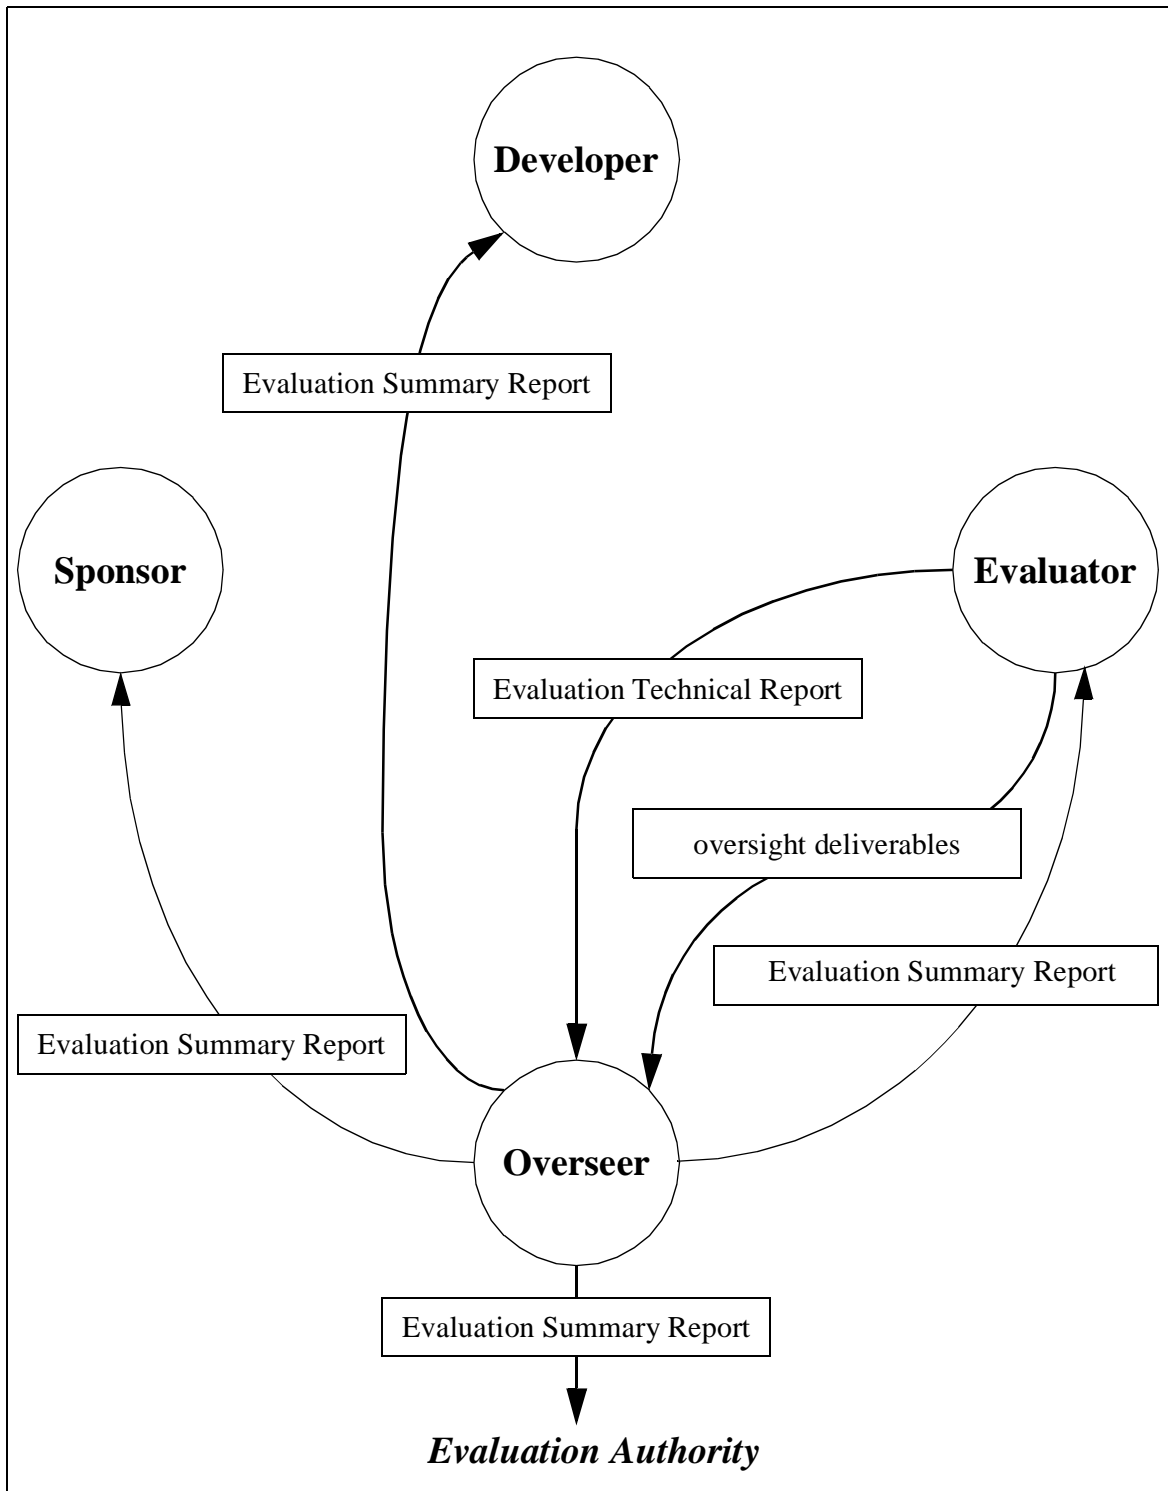 Developer
Evaluation Summary Report
Sponsor
Evaluator
Evaluation Technical Report
oversight deliverables
Evaluation Summary Report
Evaluation Summary Report
Overseer
Evaluation Summary Report
Evaluation Authority